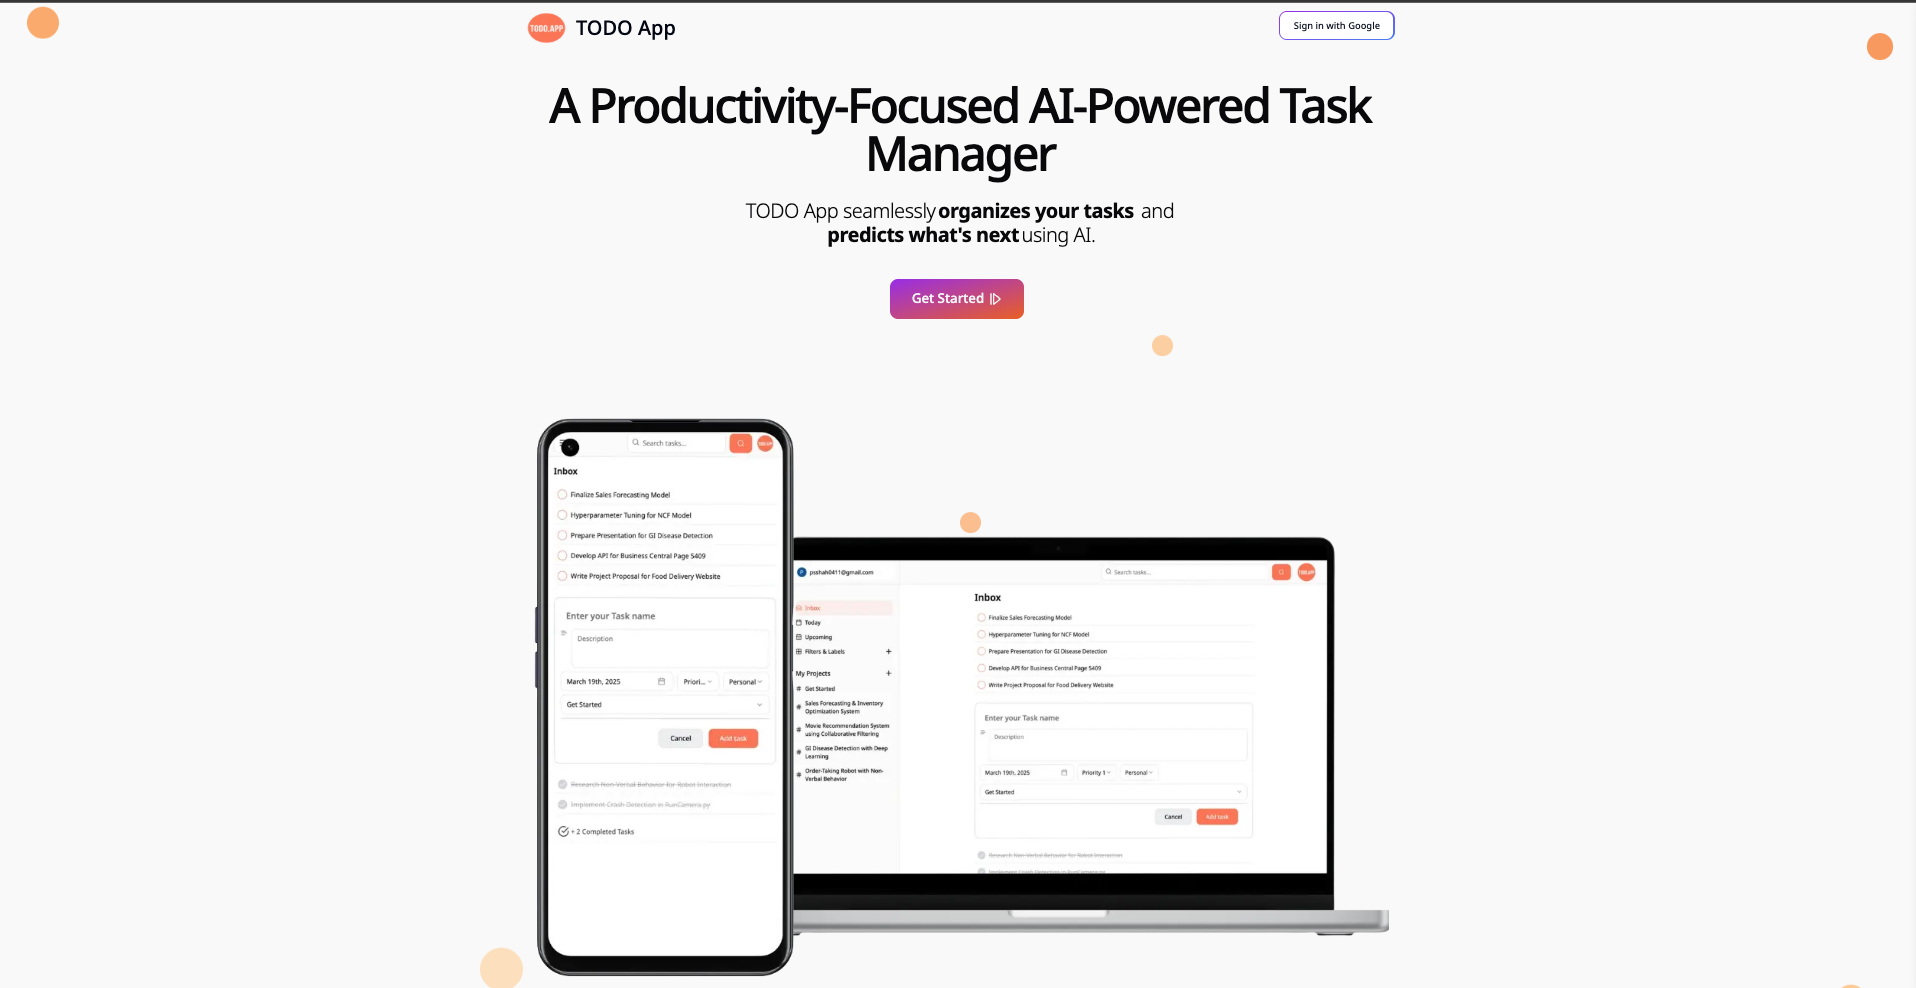 TODO.APP
TODO App
Sign in with Google
A Productivity-Focused AI-Powered Task
Manager
TODO App seamlessly organizes your tasks and
predicts what's next using AI.
Get Started
Search tasks...
Inbox
Finalize Sales Forecasting Model
Hyperparameter Tuning for NCF Model
Prepare Presentation for GI Disease Detection
Develop API for Business Central Page 5409
Write Project Proposal for Food Delivery Website
Enter your Task name
Description
March 19th, 2025
Priori...
Personal
Get Started
Cancel
Add task
Research Non-Verbal Behavior for Robot Interaction
Implement Crash Detection in RunCamera.py
+ 2 Completed Tasks
psshah0411@gmail.com
Search tasks...
TODO.APP
Inbox
Today
Upcoming
Filters & Labels
My Projects
Get Started
Sales Forecasting & Inventory
Optimization System
Movie Recommendation System
using Collaborative Filtering
GI Disease Detection with Deep
Learning
Order-Taking Robot with Non-
Verbal Behavior
Inbox
Finalize Sales Forecasting Model
Hyperparameter Tuning for NCF Model
Prepare Presentation for GI Disease Detection
Develop API for Business Central Page 5409
Write Project Proposal for Food Delivery Website
Enter your Task name
Description
March 19th, 2025
Priority 1
Personal
Get Started
Cancel
Add task
Research Non-Verbal Behavior for Robot Interaction